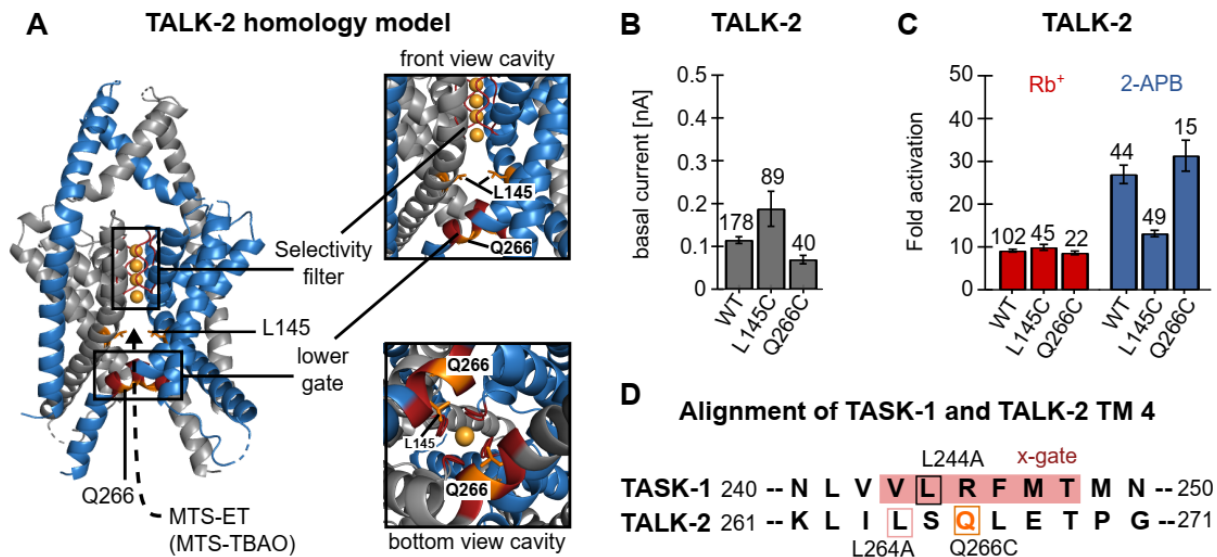 A
TALK-2 homology model
front view cavity
L145
Q266
Selectivity
filter
L145
lower
gate
Q266
MTS-ET
(MTS-TBAO)
Q266
L145
Q266
bottom view cavity
B
TALK-2
basal current [nA]
0.5
0.4
0.3
0.2
0.1
0
178
89
40
WT
L145C
Q266C
C
TALK-2
Fold activation
50
40
30
20
10
0
Rb+
2-APB
102
45
22
44
49
15
WT
L145C
Q266C
WT
L145C
Q266C
D
Alignment of TASK-1 and TALK-2 TM 4
L244A
x-gate
TASK-1 240 -- N L V V L R F M T M N -- 250
TALK-2 261 -- K L I L S Q L E T P G -- 271
L264A
Q266C